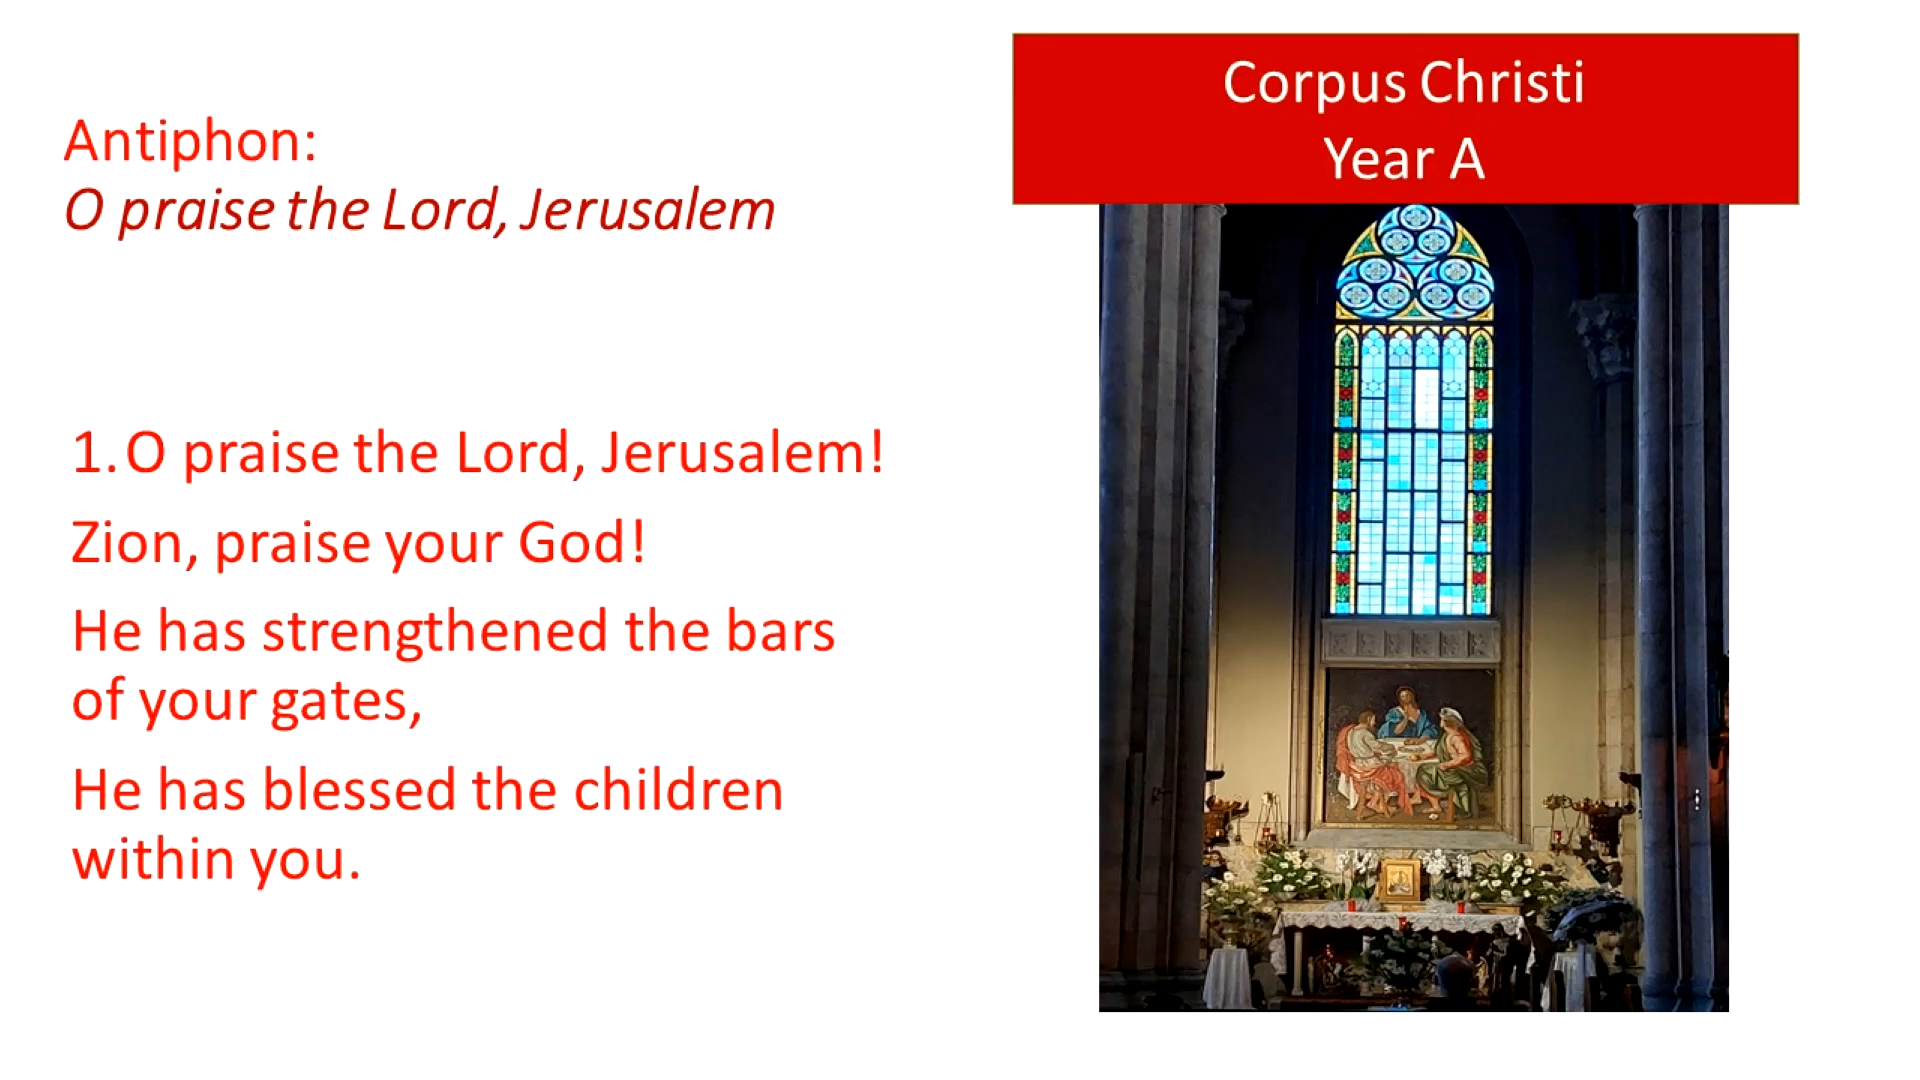 Corpus Christi
Year A
Antiphon:
O praise the Lord, Jerusalem
1. O praise the Lord, Jerusalem!
Zion, praise your God!
He has strengthened the bars
of your gates,
He has blessed the children
within you.